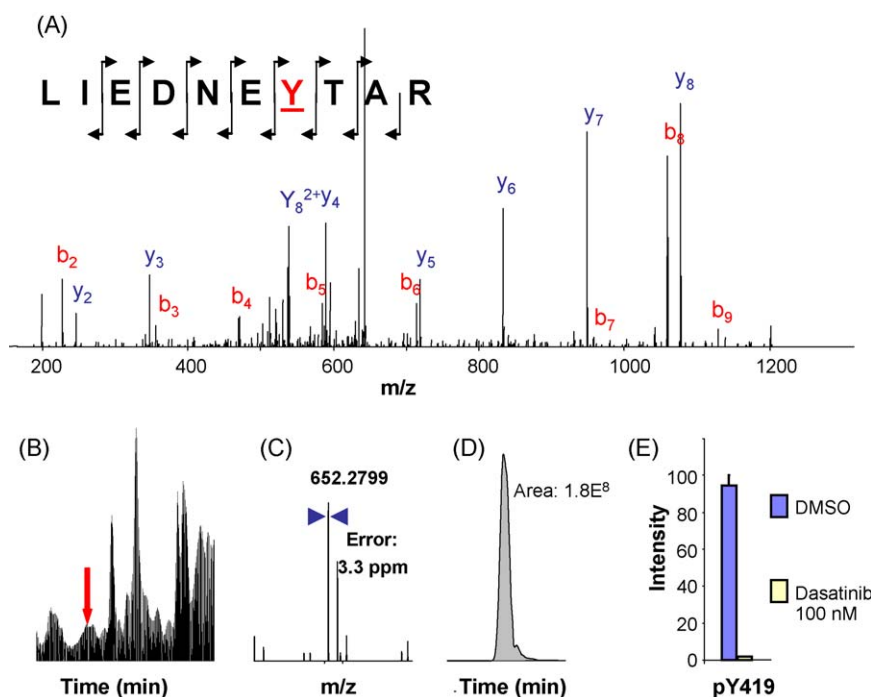 (A)
L I E D N E Y T A R
y8
y7
b8
y6
Y8²⁺ y4
b2
y3
y2
b3
b4
b5
b6
y5
b7
b9
200 400 600 800 1000 1200
m/z
(B)
Time (min)
(C)
652.2799
Error:
3.3 ppm
m/z
(D)
Area: 1.8E⁸
Time (min)
(E)
Intensity
100
80
60
40
20
0
pY419
DMSO
Dasatinib
100 nM